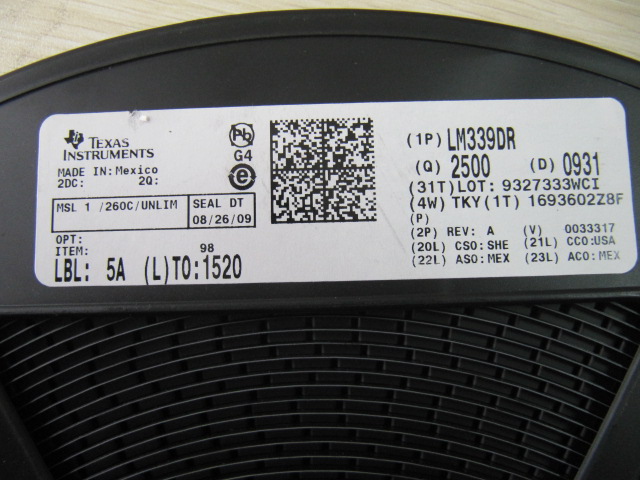 TEXAS
INSTRUMENTS
MADE IN: Mexico
2DC: 2Q:
MSL 1 /260C/UNLIM
SEAL DT
08/26/09
OPT:
ITEM: 98
LBL: 5A (L)TO:1520
Pb
G4
e
(1P) LM339DR
(Q) 2500 (D) 0931
(31T)LOT: 9327333WCI
(4W) TKY(1T) 1693602Z8F
(P)
(2P) REV: A (V) 0033317
(20L) CSO:SHE (21L) CCO:USA
(22L) ASO:MEX (23L) ACO:MEX